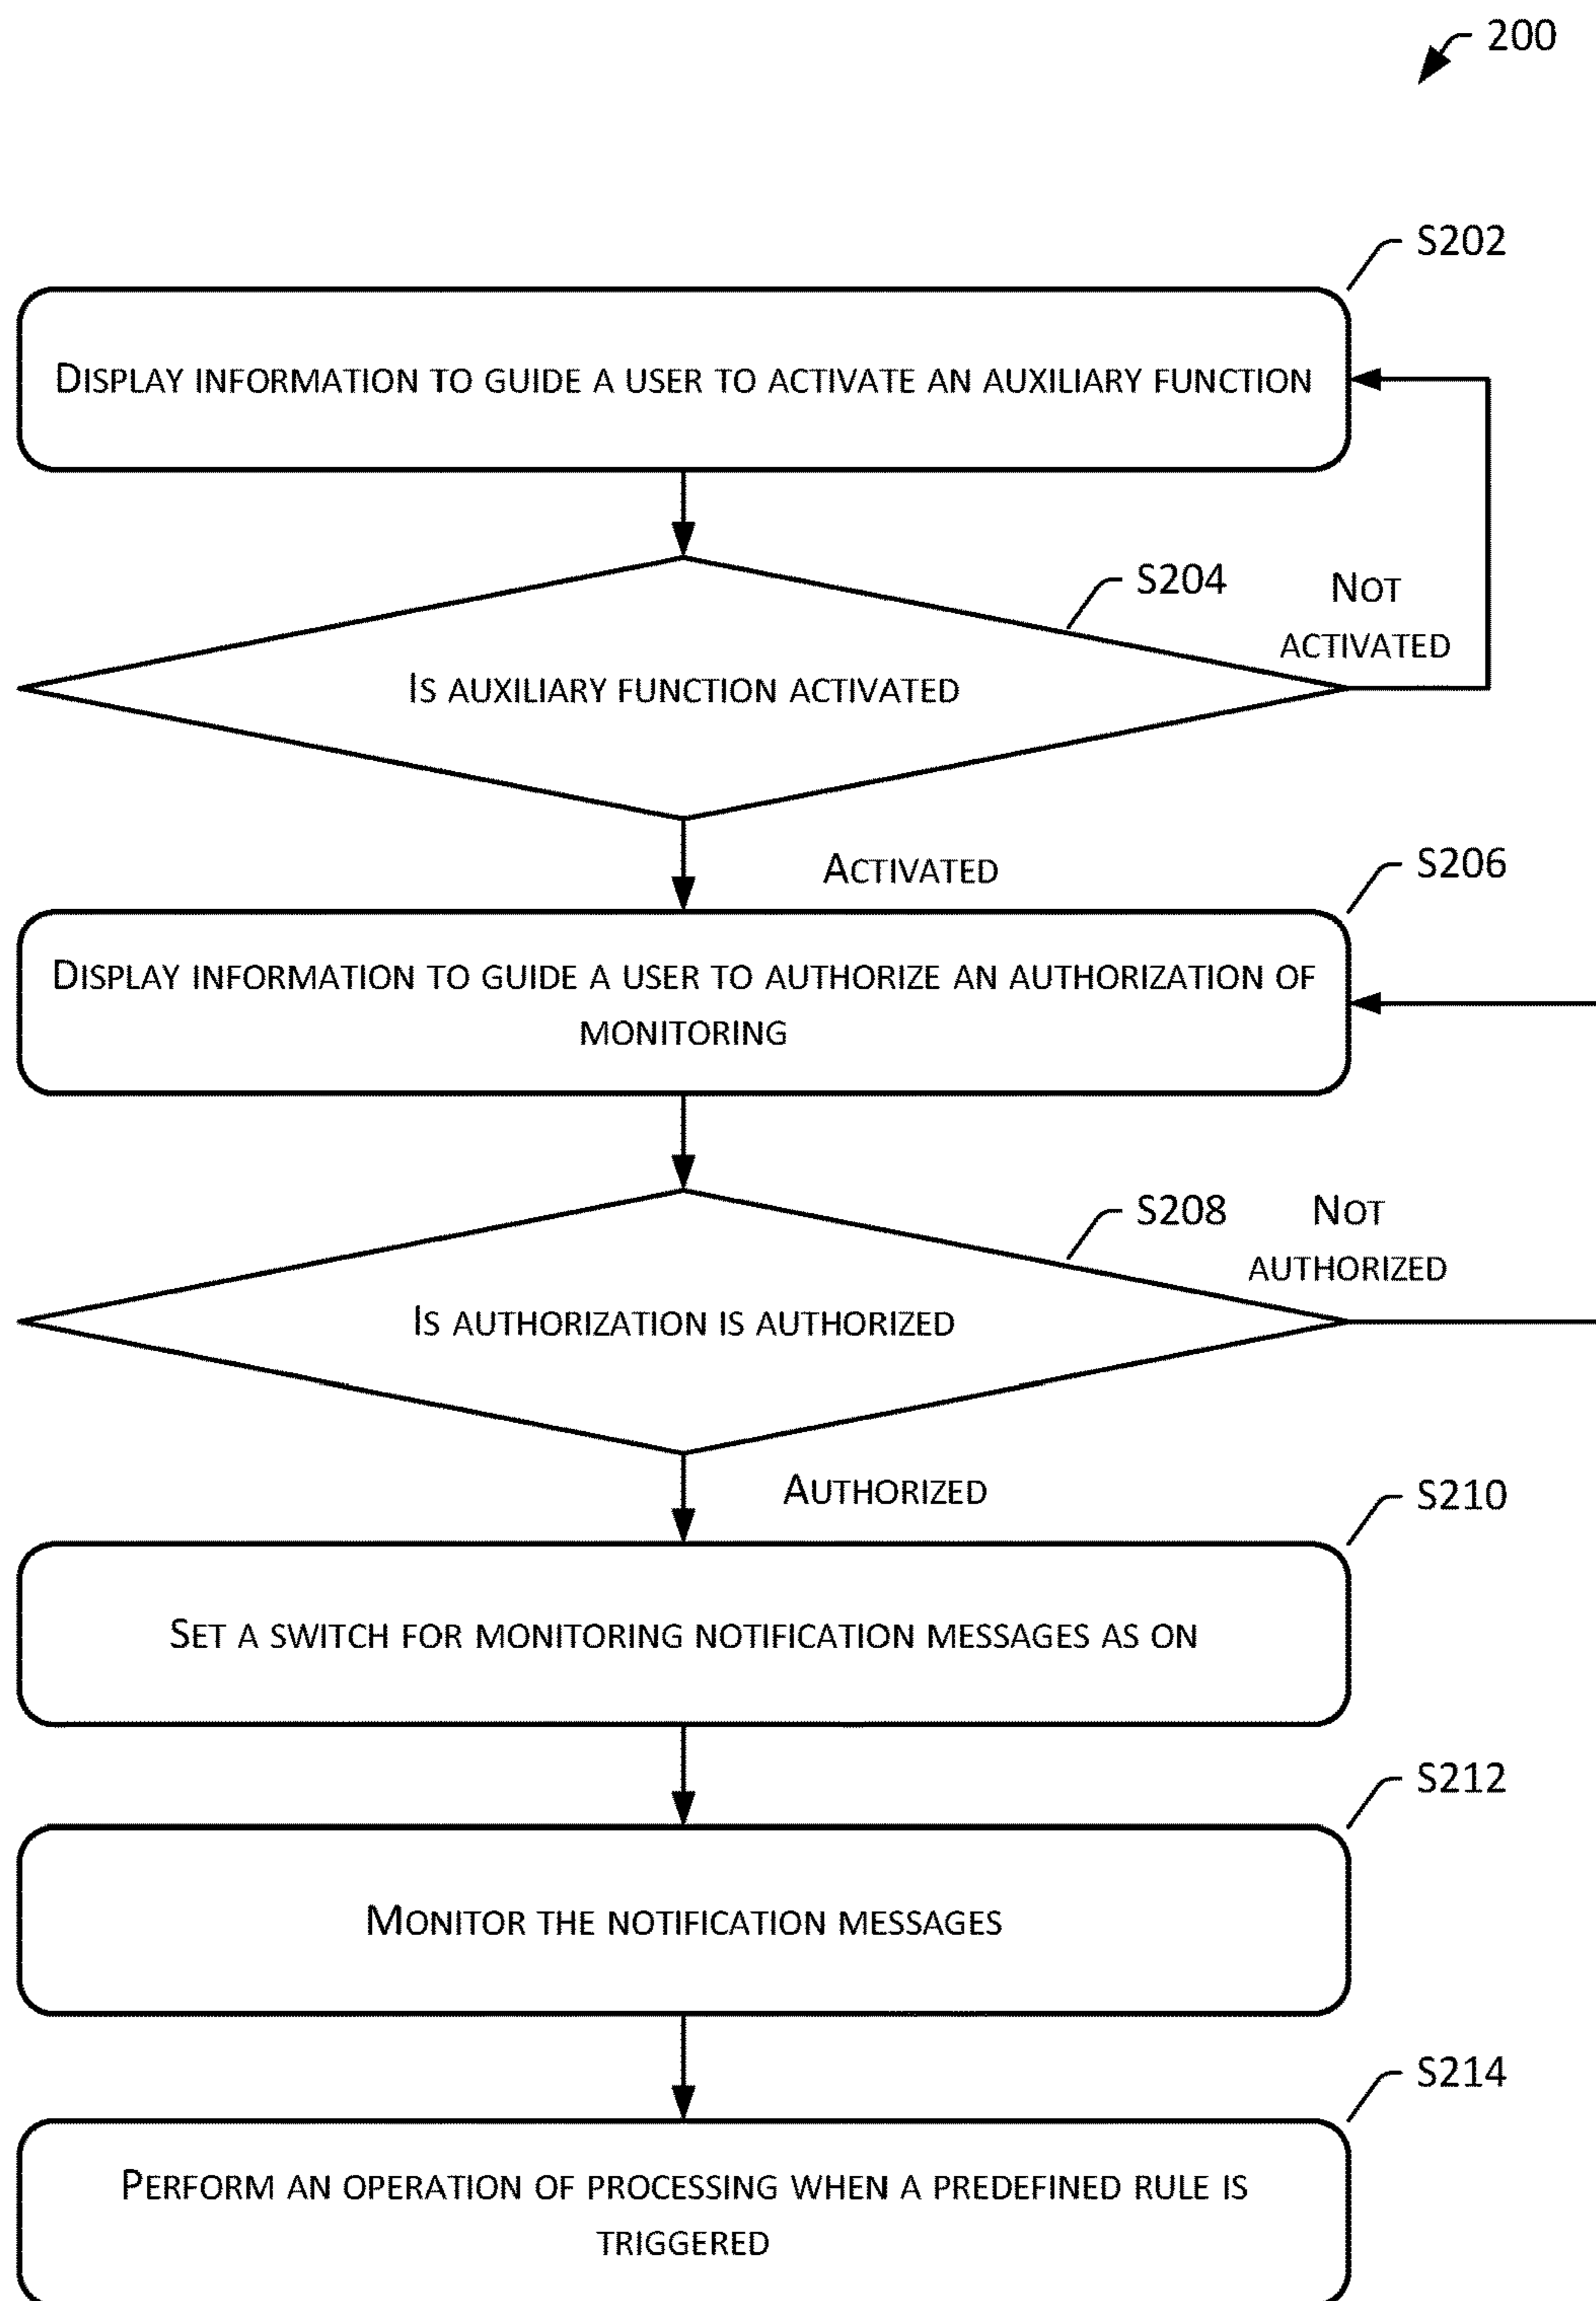 200
S202
Display information to guide a user to activate an auxiliary function
S204
Not
activated
Is auxiliary function activated
Activated
S206
Display information to guide a user to authorize an authorization of
monitoring
S208
Not
authorized
Is authorization is authorized
Authorized
S210
Set a switch for monitoring notification messages as on
S212
Monitor the notification messages
S214
Perform an operation of processing when a predefined rule is
triggered